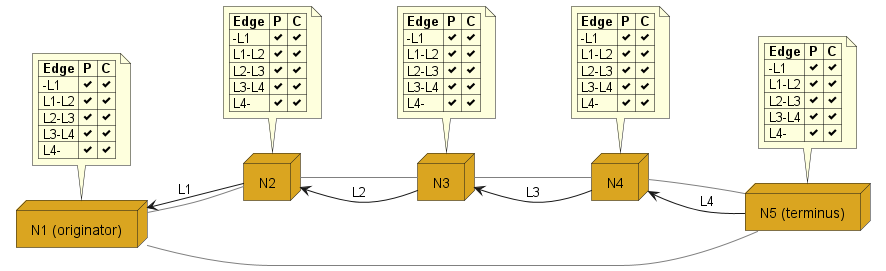 Edge P C
-L1 ✔ ✔
L1-L2 ✔ ✔
L2-L3 ✔ ✔
L3-L4 ✔ ✔
L4- ✔ ✔
Edge P C
-L1 ✔ ✔
L1-L2 ✔ ✔
L2-L3 ✔ ✔
L3-L4 ✔ ✔
L4- ✔ ✔
Edge P C
-L1 ✔ ✔
L1-L2 ✔ ✔
L2-L3 ✔ ✔
L3-L4 ✔ ✔
L4- ✔ ✔
Edge P C
-L1 ✔ ✔
L1-L2 ✔ ✔
L2-L3 ✔ ✔
L3-L4 ✔ ✔
L4- ✔ ✔
Edge P C
-L1 ✔ ✔
L1-L2 ✔ ✔
L2-L3 ✔ ✔
L3-L4 ✔ ✔
L4- ✔ ✔
N1 (originator)
L1
N2
L2
N3
L3
N4
L4
N5 (terminus)